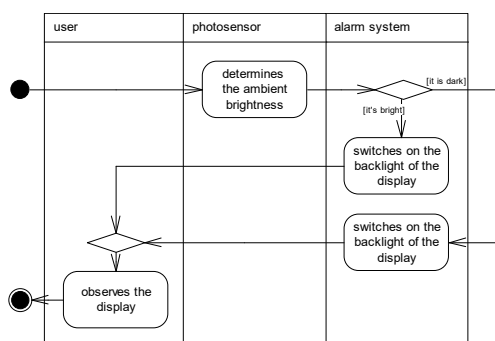 user
photosensor
alarm system
determines
the ambient
brightness
[it is dark]
[it's bright]
switches on the
backlight of the
display
switches on the
backlight of the
display
observes the
display